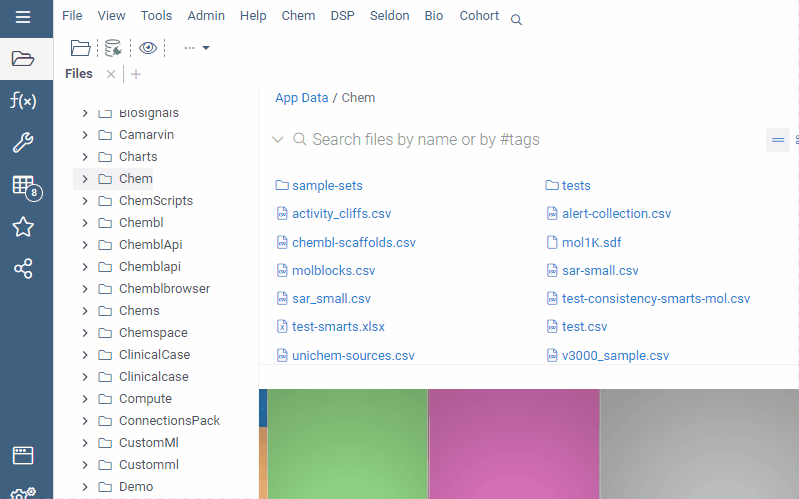 File View Tools Admin Help Chem DSP Seldon Bio Cohort
...
Files × +
App Data / Chem
Search files by name or by #tags
f(x)
8
Biosignals
Camarvin
Charts
Chem
ChemScripts
Chembl
ChemblApi
Chemblapi
Chemblbrowser
Chems
Chemspace
ClinicalCase
Clinicalcase
Compute
ConnectionsPack
CustomMl
Customml
Demo
sample-sets tests
activity_cliffs.csv alert-collection.csv
chembl-scaffolds.csv mol1K.sdf
molblocks.csv sar-small.csv
sar_small.csv test-consistency-smarts-mol.csv
test-smarts.xlsx test.csv
unichem-sources.csv v3000_sample.csv